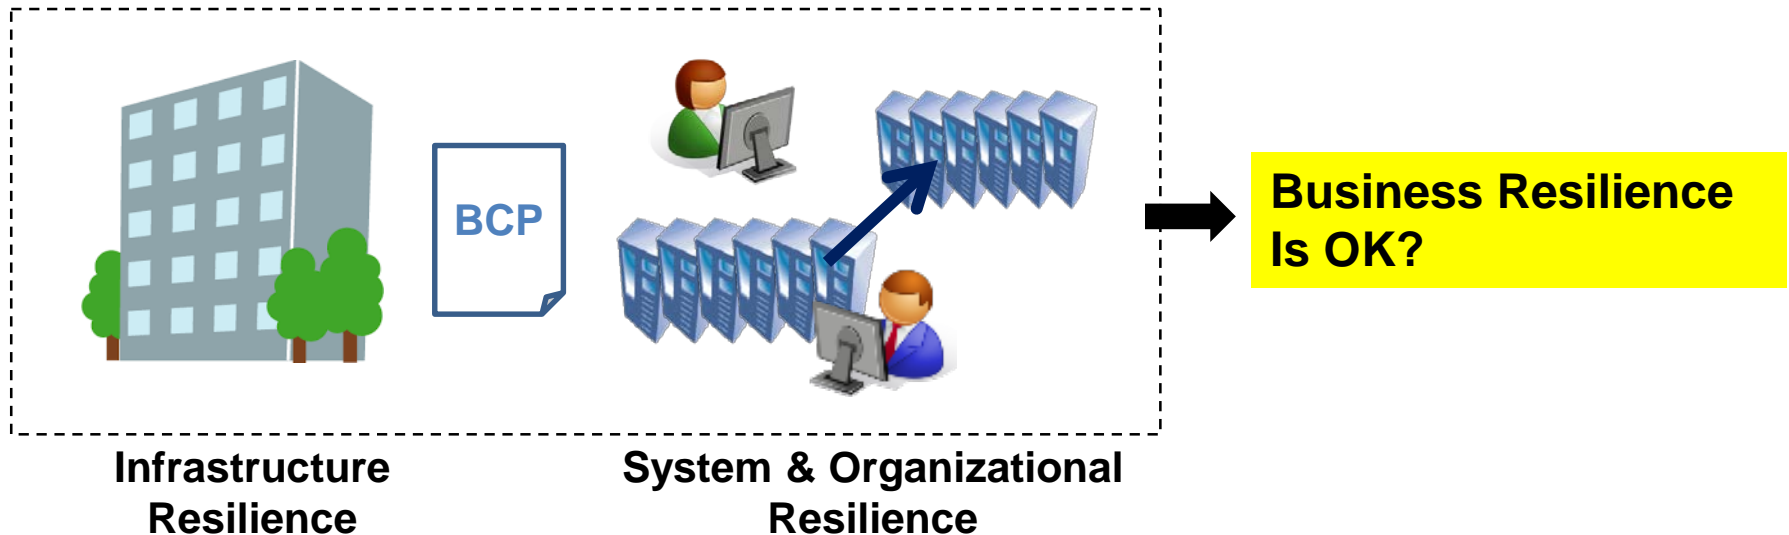 BCP
Business Resilience
Is OK?
Infrastructure
Resilience
System & Organizational
Resilience